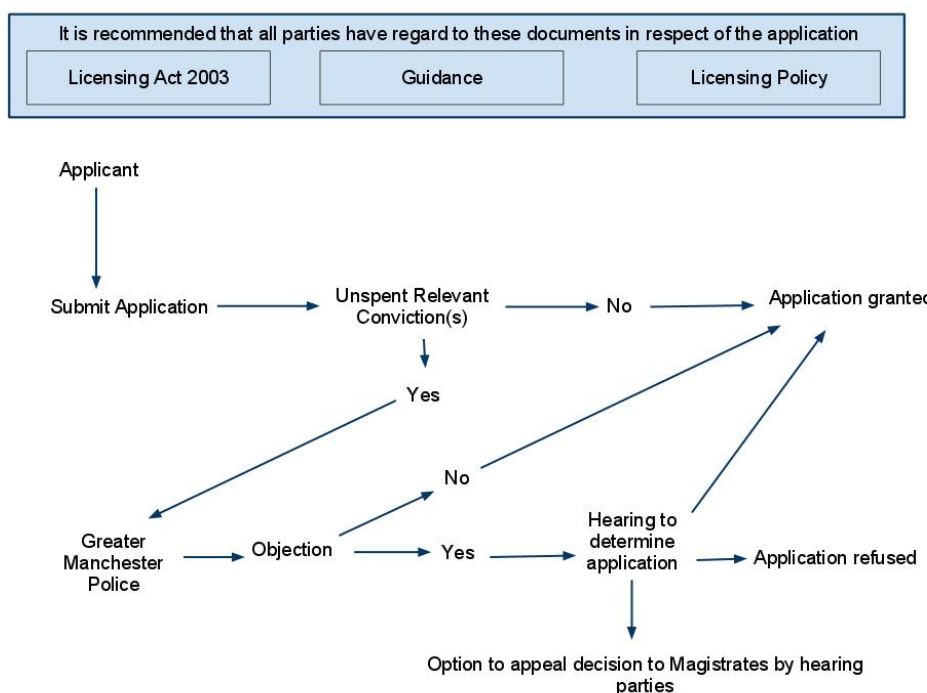 It is recommended that all parties have regard to these documents in respect of the application
Licensing Act 2003
Guidance
Licensing Policy
Applicant
Submit Application
Unspent Relevant
Conviction(s)
No
Application granted
Yes
No
Greater
Manchester
Police
Objection
Yes
Hearing to
determine
application
Application refused
Option to appeal decision to Magistrates by hearing
parties